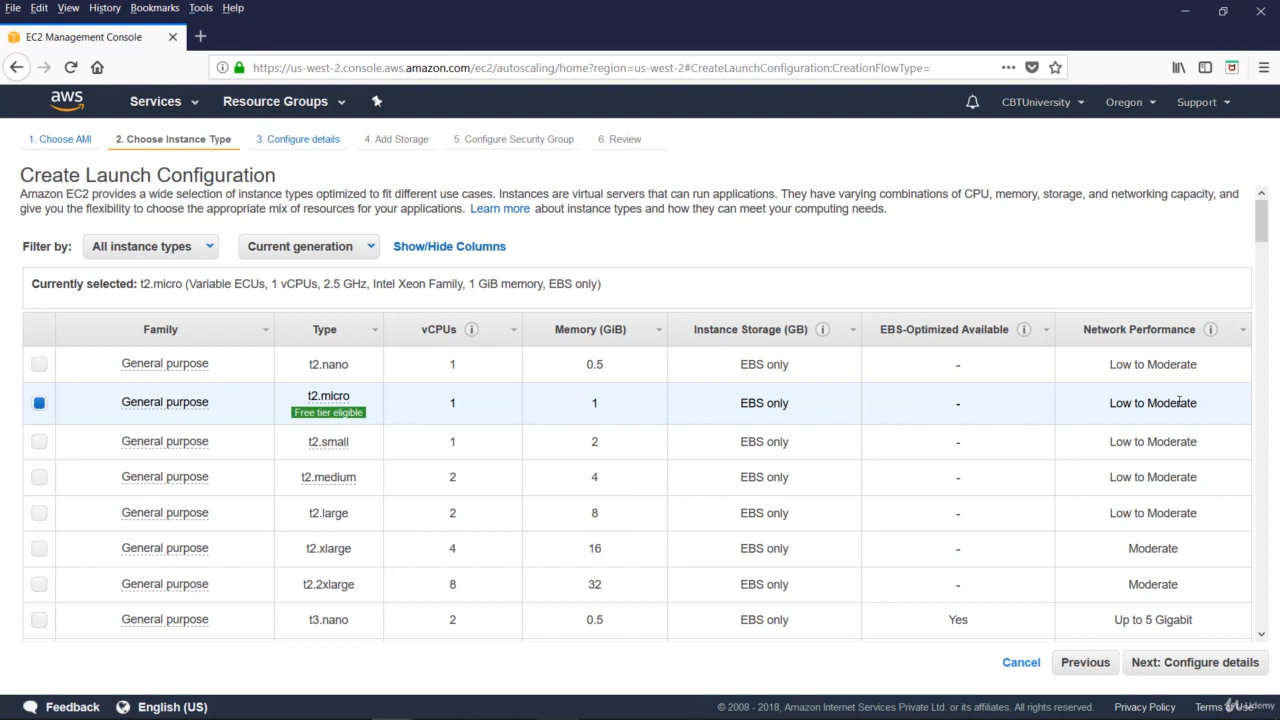 File Edit View History Bookmarks Tools Help
EC2 Management Console
https://us-west-2.console.aws.amazon.com/ec2/autoscaling/home?region=us-west-2#CreateLaunchConfiguration:CreationFlowType=
aws Services Resource Groups CBTUniversity Oregon Support
1. Choose AMI 2. Choose Instance Type 3. Configure details 4. Add Storage 5. Configure Security Group 6. Review
Create Launch Configuration
Amazon EC2 provides a wide selection of instance types optimized to fit different use cases. Instances are virtual servers that can run applications. They have varying combinations of CPU, memory, storage, and networking capacity, and
give you the flexibility to choose the appropriate mix of resources for your applications. Learn more about instance types and how they can meet your computing needs.
Filter by: All instance types Current generation Show/Hide Columns
Currently selected: t2.micro (Variable ECUs, 1 vCPUs, 2.5 GHz, Intel Xeon Family, 1 GiB memory, EBS only)
Family Type vCPUs Memory (GiB) Instance Storage (GB) EBS-Optimized Available Network Performance
General purpose t2.nano 1 0.5 EBS only - Low to Moderate
General purpose t2.micro 1 1 EBS only - Low to Moderate
Free tier eligible
General purpose t2.small 1 2 EBS only - Low to Moderate
General purpose t2.medium 2 4 EBS only - Low to Moderate
General purpose t2.large 2 8 EBS only - Low to Moderate
General purpose t2.xlarge 4 16 EBS only - Moderate
General purpose t2.2xlarge 8 32 EBS only - Moderate
General purpose t3.nano 2 0.5 EBS only Yes Up to 5 Gigabit
Cancel Previous Next: Configure details
Feedback English (US) © 2008 - 2018, Amazon Internet Services Private Ltd. or its affiliates. All rights reserved. Privacy Policy Terms of Use
Udemy